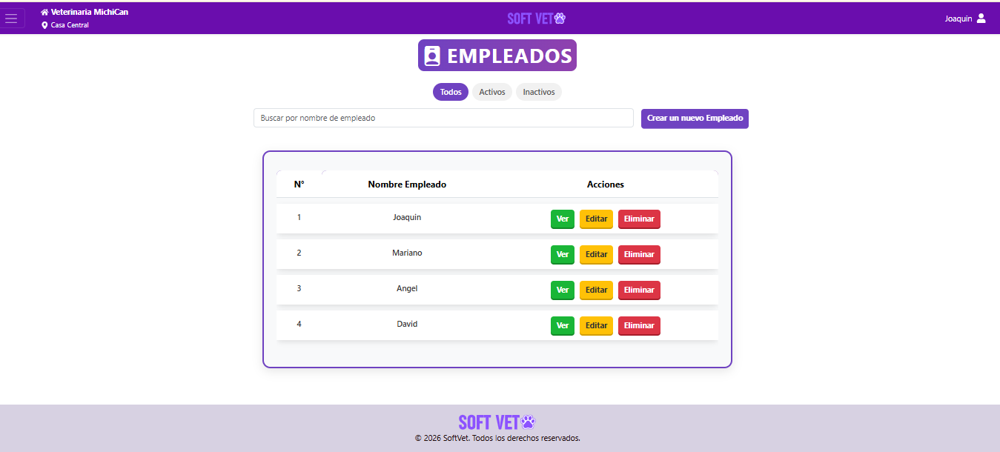 Veterinaria MichiCan
Casa Central
SOFT VET
Joaquin
EMPLEADOS
Todos Activos Inactivos
Buscar por nombre de empleado
Crear un nuevo Empleado
N° Nombre Empleado Acciones
1 Joaquin Ver Editar Eliminar
2 Mariano Ver Editar Eliminar
3 Angel Ver Editar Eliminar
4 David Ver Editar Eliminar
SOFT VET
© 2026 SoftVet. Todos los derechos reservados.